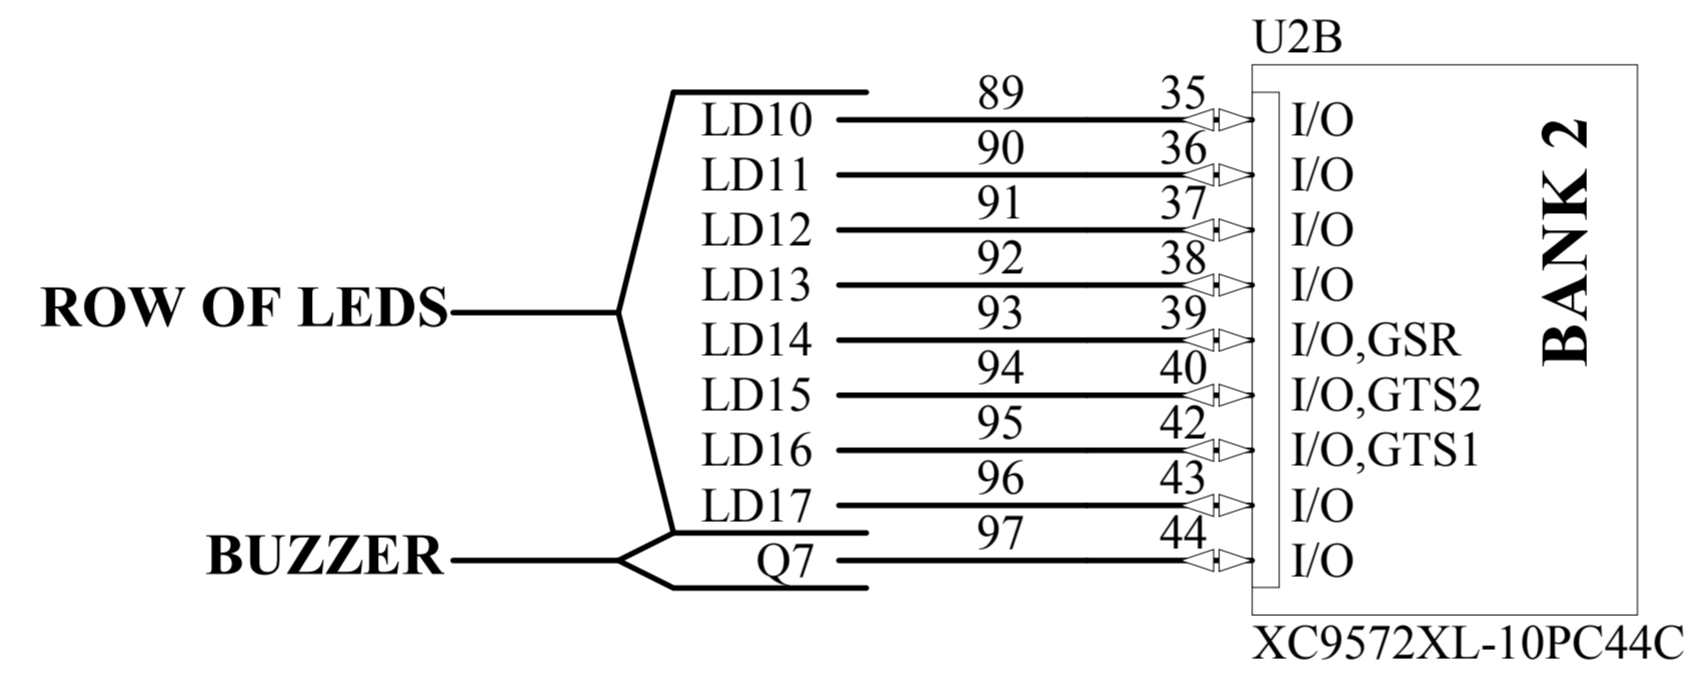 U2B
89 35
LD10 I/O
90 36
LD11 I/O
91 37
LD12 I/O
92 38
LD13 I/O
ROW OF LEDS
93 39
LD14 I/O,GSR
94 40
LD15 I/O,GTS2
95 42
LD16 I/O,GTS1
96 43
LD17 I/O
97 44
BUZZER Q7 I/O
BANK 2
XC9572XL-10PC44C